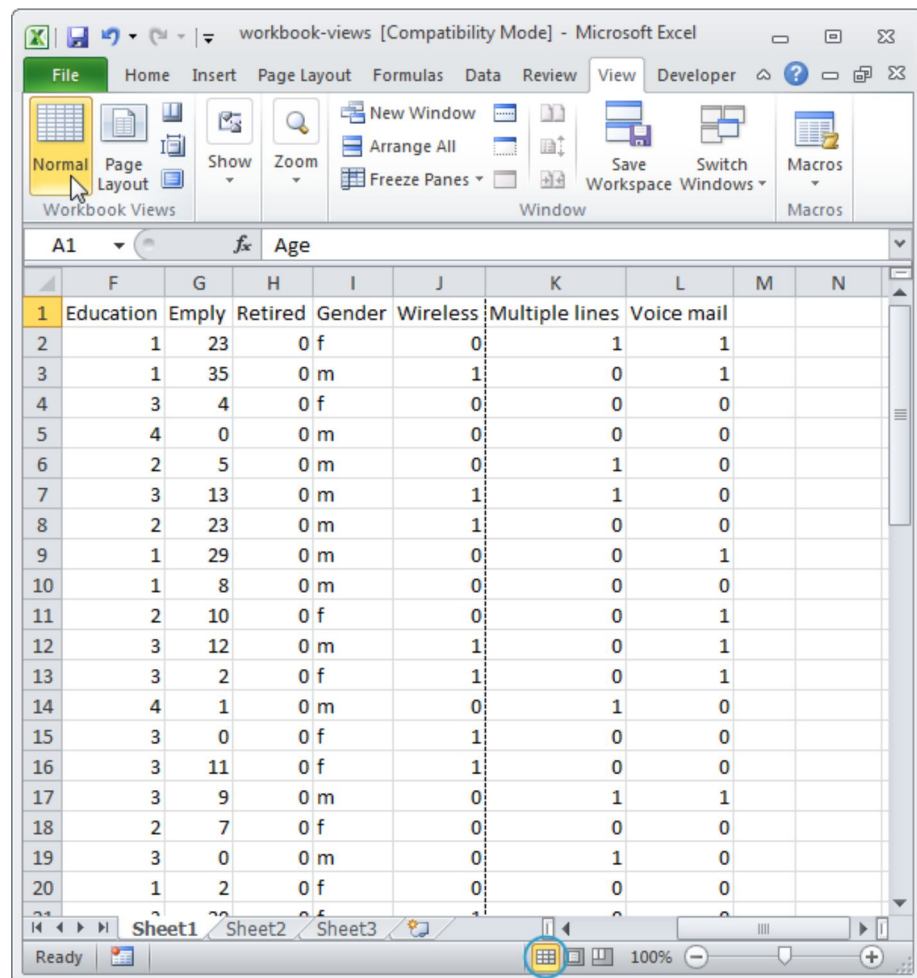 workbook-views [Compatibility Mode] - Microsoft Excel
File Home Insert Page Layout Formulas Data Review View Developer
Normal Page Layout Show Zoom New Window Arrange All Freeze Panes Save Workspace Switch Windows Macros
Workbook Views Window Macros
A1 fx Age
F G H I J K L M N
1 Education Emply Retired Gender Wireless Multiple lines Voice mail
2 1 23 0 f 0 1 1
3 1 35 0 m 1 0 1
4 3 4 0 f 0 0 0
5 4 0 0 m 0 0 0
6 2 5 0 m 0 1 0
7 3 13 0 m 1 1 0
8 2 23 0 m 1 0 0
9 1 29 0 m 0 0 1
10 1 8 0 m 0 0 0
11 2 10 0 f 0 0 1
12 3 12 0 m 1 0 1
13 3 2 0 f 1 0 1
14 4 1 0 m 0 1 0
15 3 0 0 f 1 0 0
16 3 11 0 f 1 0 0
17 3 9 0 m 0 1 1
18 2 7 0 f 0 0 0
19 3 0 0 m 0 1 0
20 1 2 0 f 0 0 0
Sheet1 Sheet2 Sheet3
Ready 100%